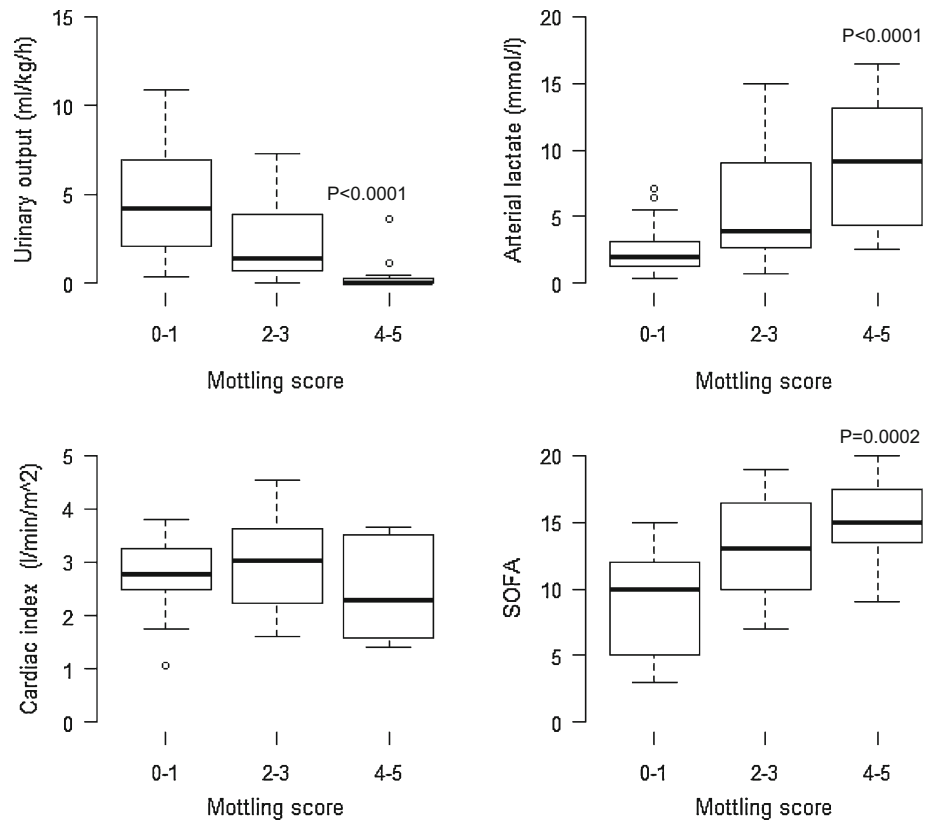 Urinary output (ml/kg/h)
15
10
5
0
P<0.0001
0-1
2-3
4-5
Mottling score
Arterial lactate (mmol/l)
20
15
10
5
0
P<0.0001
0-1
2-3
4-5
Mottling score
Cardiac index (l/min/m^2)
5
4
3
2
1
0
0-1
2-3
4-5
Mottling score
SOFA
20
15
10
5
0
P=0.0002
0-1
2-3
4-5
Mottling score